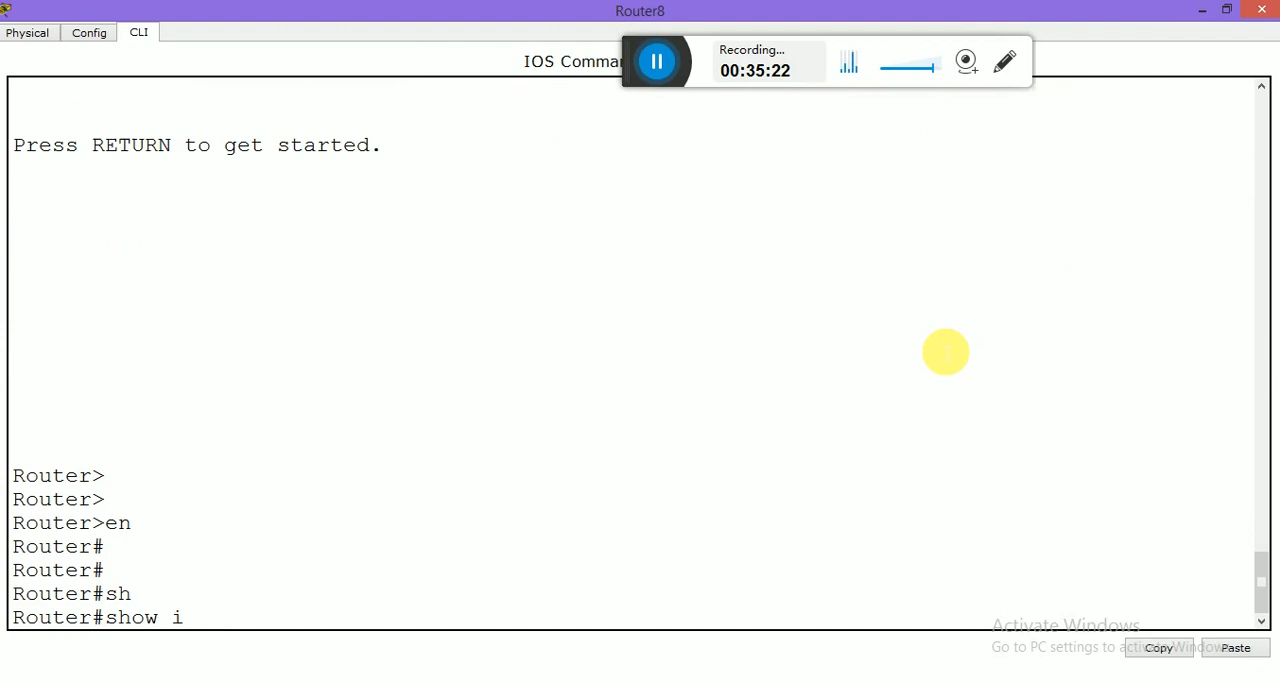 Router8
Physical Config CLI
IOS Comma
Recording...
00:35:22
Press RETURN to get started.
Router>
Router>
Router>en
Router#
Router#
Router#sh
Router#show i
Activate Windows
Go to PC settings to activate Windows.
Copy Paste